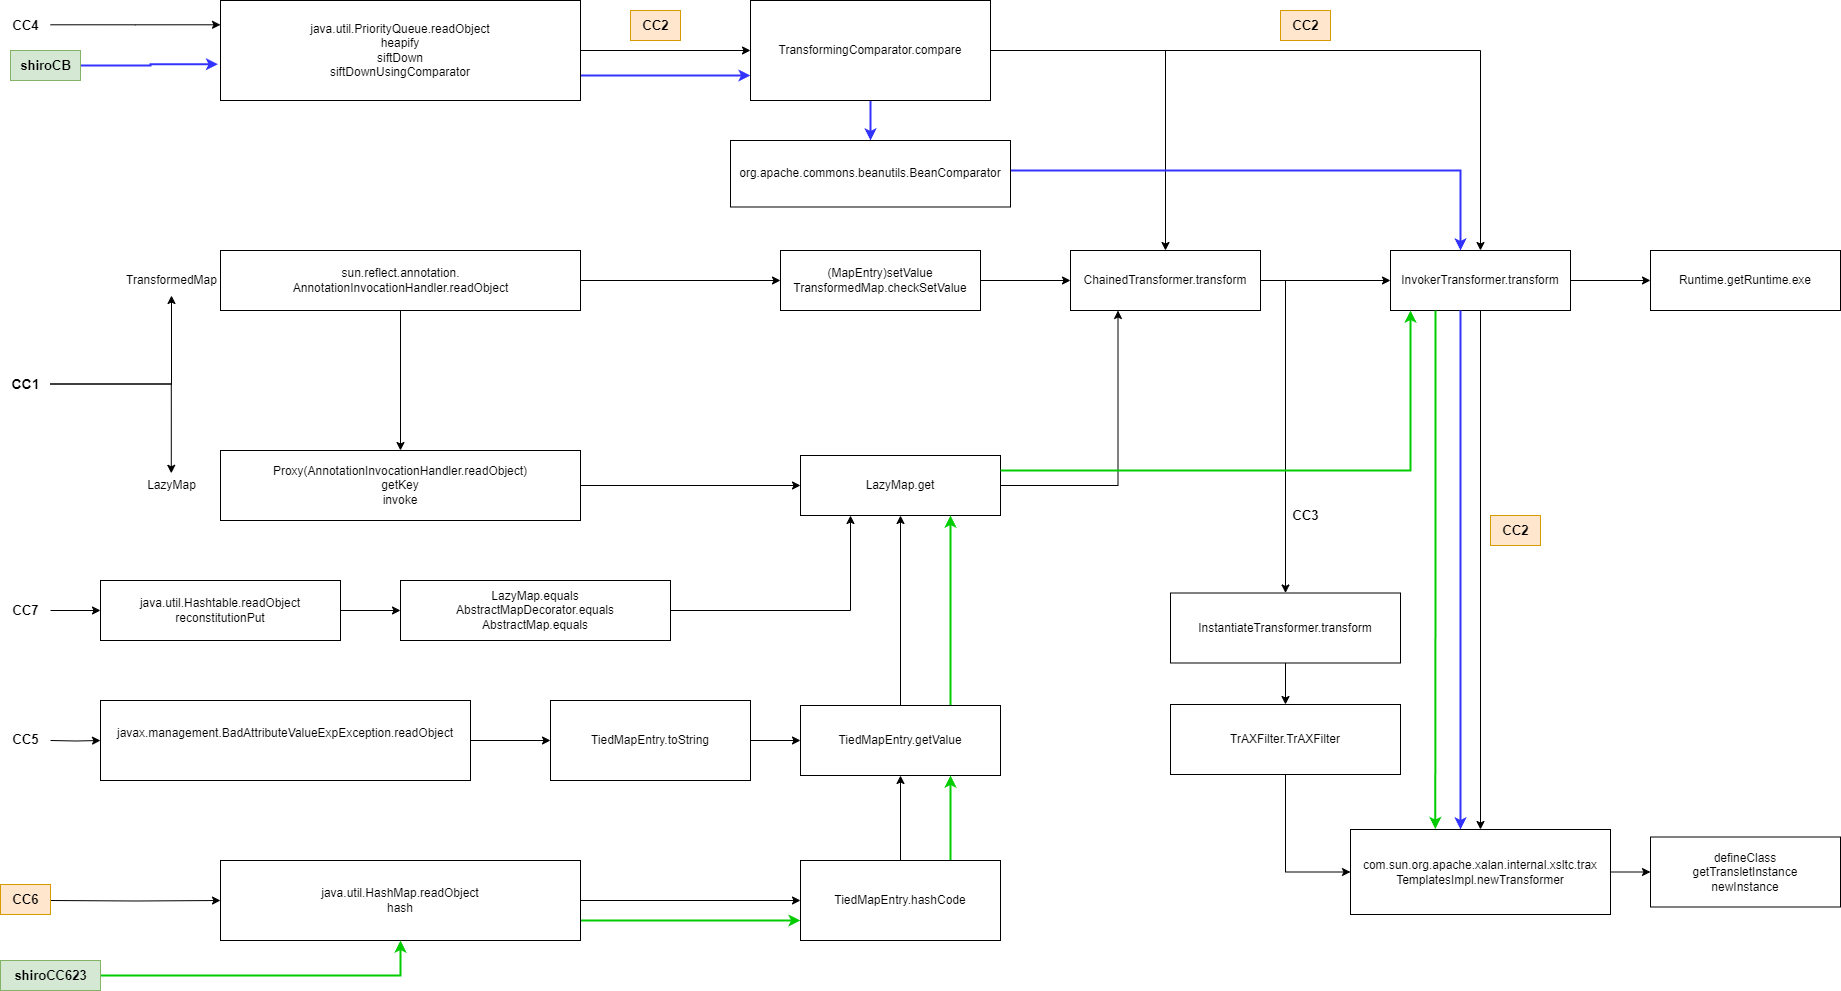 CC4
shiroCB
java.util.PriorityQueue.readObject
heapify
siftDown
siftDownUsingComparator
CC2
TransformingComparator.compare
CC2
org.apache.commons.beanutils.BeanComparator
TransformedMap
sun.reflect.annotation.
AnnotationInvocationHandler.readObject
(MapEntry)setValue
TransformedMap.checkSetValue
ChainedTransformer.transform
InvokerTransformer.transform
Runtime.getRuntime.exe
CC1
LazyMap
Proxy(AnnotationInvocationHandler.readObject)
getKey
invoke
LazyMap.get
CC3
CC2
CC7
java.util.Hashtable.readObject
reconstitutionPut
LazyMap.equals
AbstractMapDecorator.equals
AbstractMap.equals
InstantiateTransformer.transform
CC5
javax.management.BadAttributeValueExpException.readObject
TiedMapEntry.toString
TiedMapEntry.getValue
TrAXFilter.TrAXFilter
CC6
java.util.HashMap.readObject
hash
TiedMapEntry.hashCode
com.sun.org.apache.xalan.internal.xsltc.trax
TemplatesImpl.newTransformer
defineClass
getTransletInstance
newInstance
shiroCC623